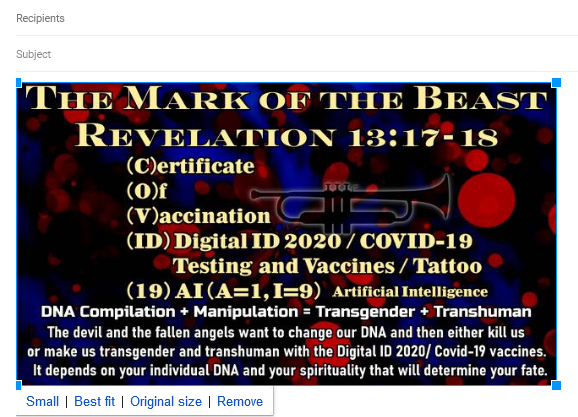 Recipients
Subject
THE MARK OF THE BEAST
REVELATION 13:17-18
(C)ertificate
(O)f
(V)accination
(ID) Digital ID 2020 / COVID-19
Testing and Vaccines / Tattoo
(19) AI (A=1, I=9) Artificial Intelligence
DNA Compilation + Manipulation = Transgender + Transhuman
The devil and the fallen angels want to change our DNA and then either kill us
or make us transgender and transhuman with the Digital ID 2020/ Covid-19 vaccines.
It depends on your individual DNA and your spirituality that will determine your fate.
Small | Best fit | Original size | Remove